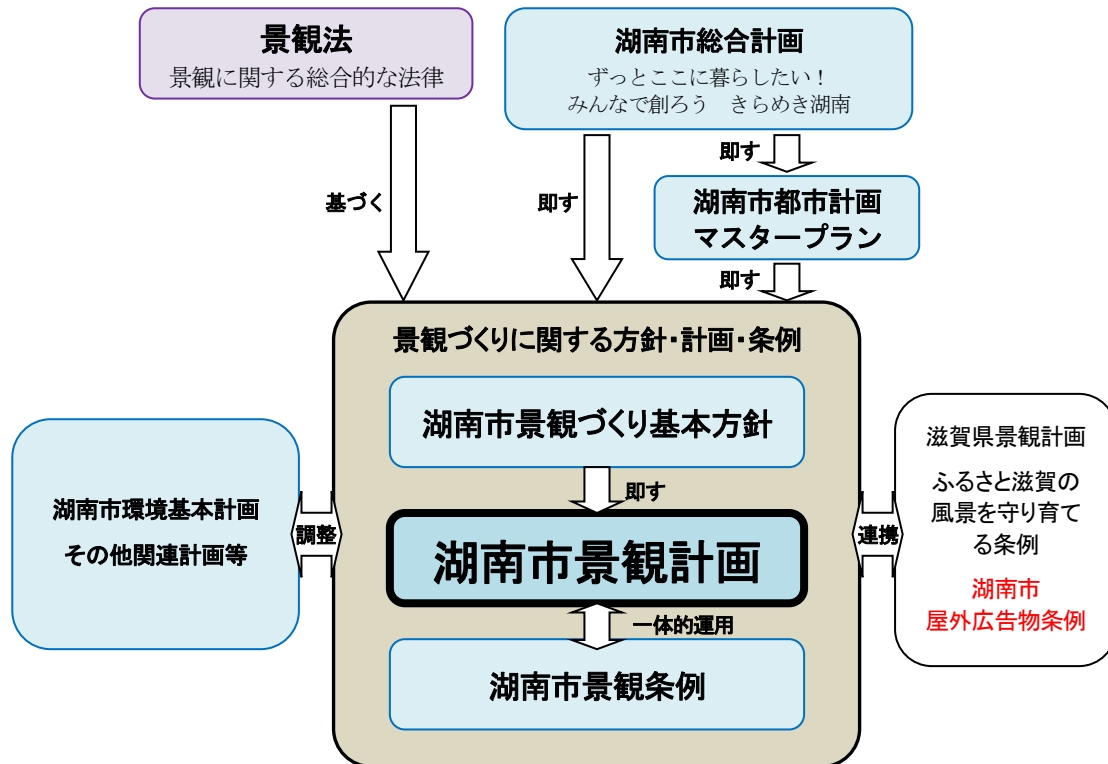 景観法
景観に関する総合的な法律
湖南市総合計画
ずっとここに暮らしたい！
みんなで創ろう　きらめき湖南
基づく
即す
即す
湖南市都市計画
マスタープラン
即す
景観づくりに関する方針・計画・条例
湖南市景観づくり基本方針
即す
湖南市景観計画
一体的運用
湖南市景観条例
湖南市環境基本計画
その他関連計画等
調整
連携
滋賀県景観計画
ふるさと滋賀の
風景を守り育て
る条例
湖南市
屋外広告物条例